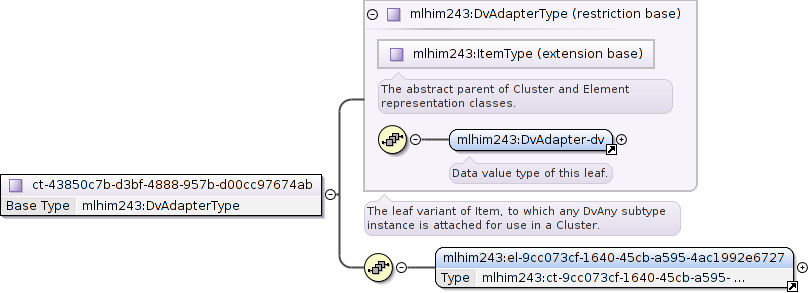 mlhim243:DvAdapterType (restriction base)
mlhim243:ItemType (extension base)
The abstract parent of Cluster and Element
representation classes.
mlhim243:DvAdapter-dv
Data value type of this leaf.
ct-43850c7b-d3bf-4888-957b-d00cc97674ab
Base Type mlhim243:DvAdapterType
The leaf variant of Item, to which any DvAny subtype
instance is attached for use in a Cluster.
mlhim243:el-9cc073cf-1640-45cb-a595-4ac1992e6727
Type mlhim243:ct-9cc073cf-1640-45cb-a595- ...